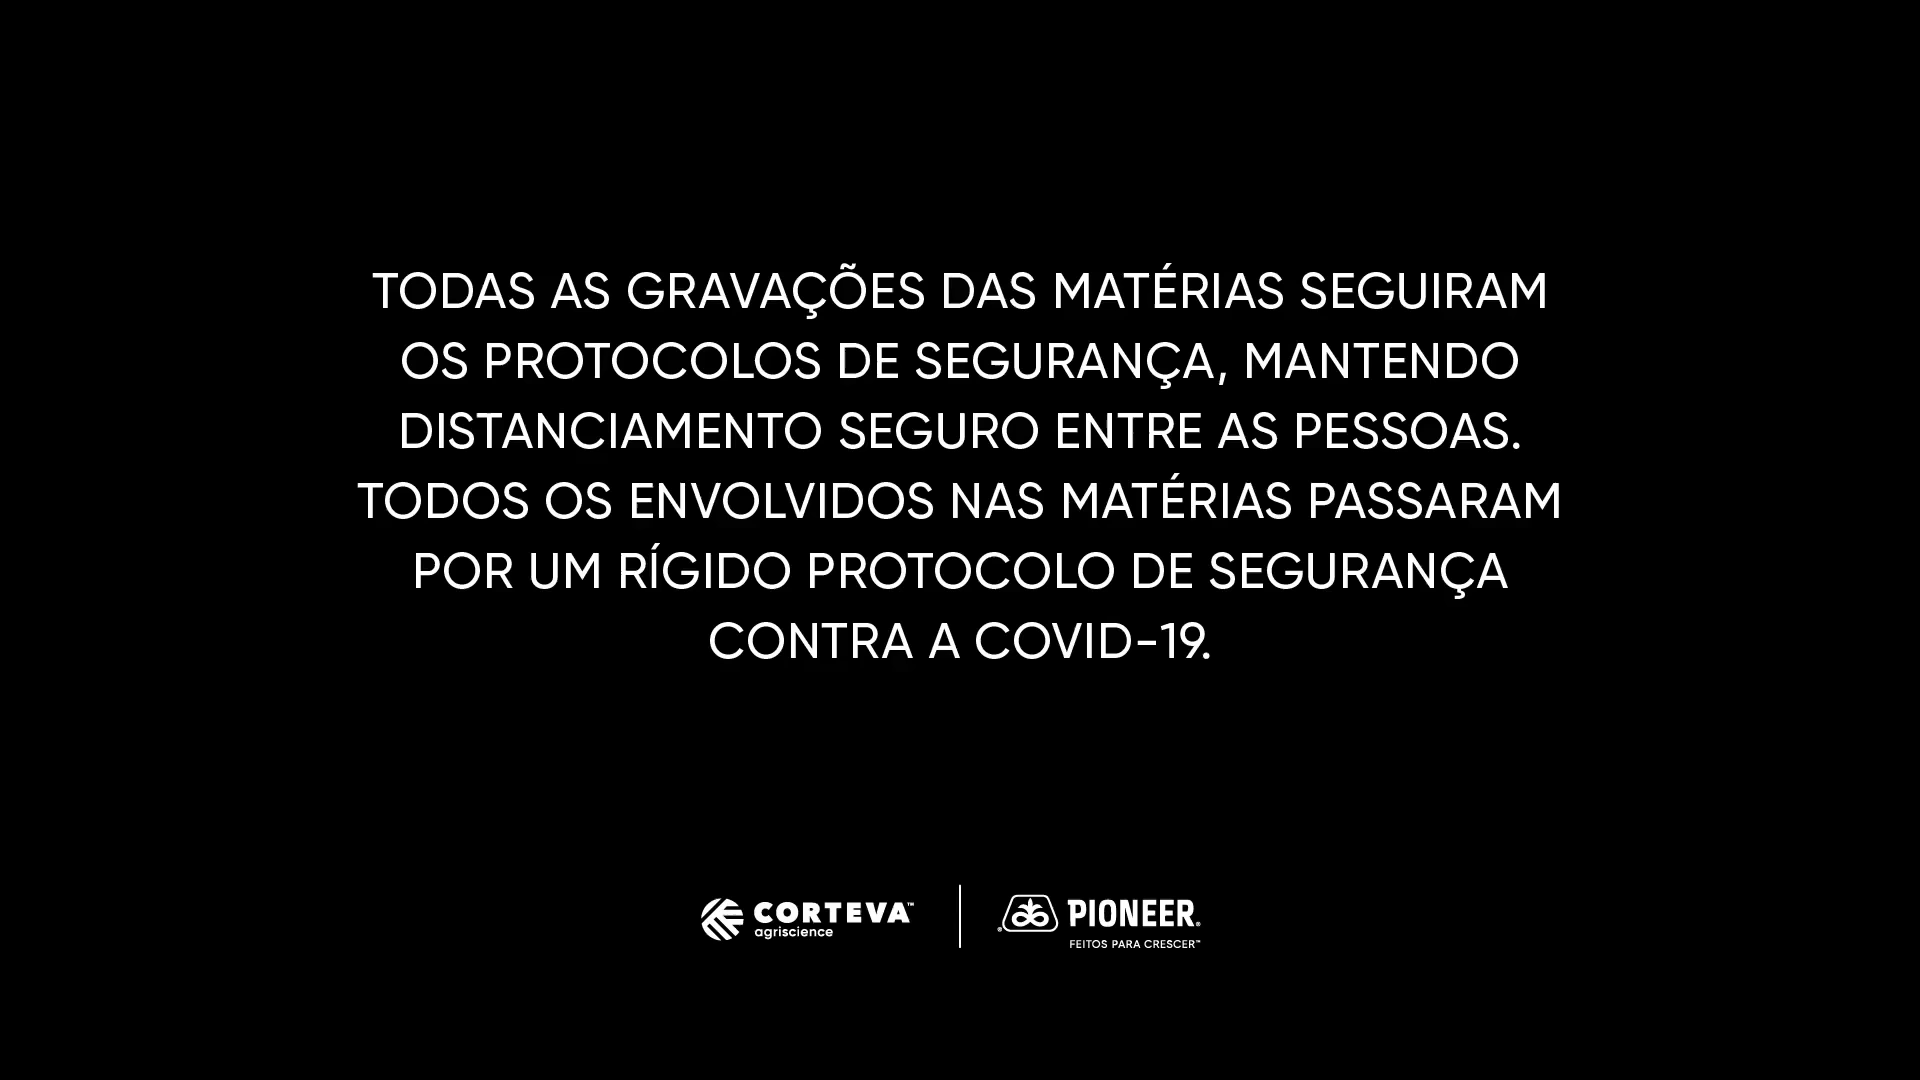 TODAS AS GRAVAÇÕES DAS MATÉRIAS SEGUIRAM
OS PROTOCOLOS DE SEGURANÇA, MANTENDO
DISTANCIAMENTO SEGURO ENTRE AS PESSOAS.
TODOS OS ENVOLVIDOS NAS MATÉRIAS PASSARAM
POR UM RÍGIDO PROTOCOLO DE SEGURANÇA
CONTRA A COVID-19.
CORTEVA™
agriscience
® PIONEER®
FEITOS PARA CRESCER™